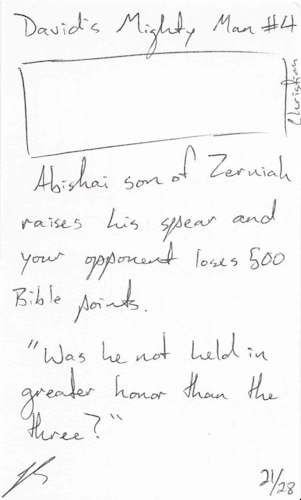 David's Mighty Man #4
Christian
Abishai son of Zeruiah
raises his spear and
your opponent loses 500
Bible points.
"Was he not held in
greater honor than the
three?"
21/28